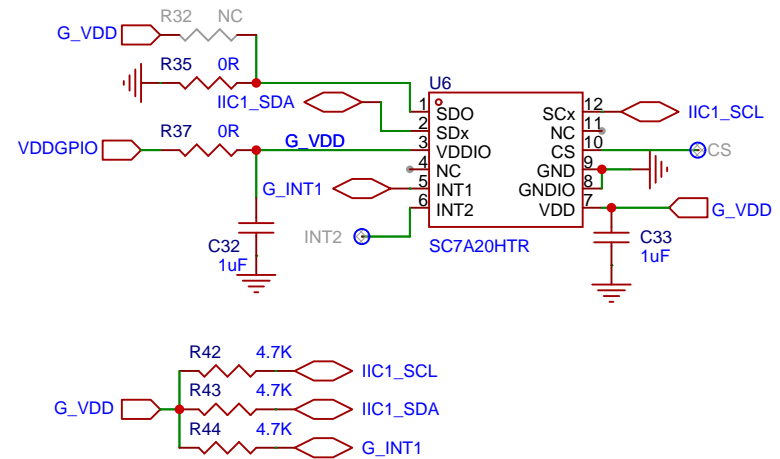 R32 NC
G_VDD
R35 0R
U6
IIC1_SDA
1 SDO SCx 12 IIC1_SCL
2 SDx NC 11
R37 0R
VDDGPIO G_VDD 3 VDDIO CS 10 CS
4 NC GND 9
G_INT1 5 INT1 GNDIO 8
6 INT2 VDD 7 G_VDD
INT2 SC7A20HTR
C32
1uF
C33
1uF
R42 4.7K IIC1_SCL
R43 4.7K
G_VDD IIC1_SDA
R44 4.7K G_INT1